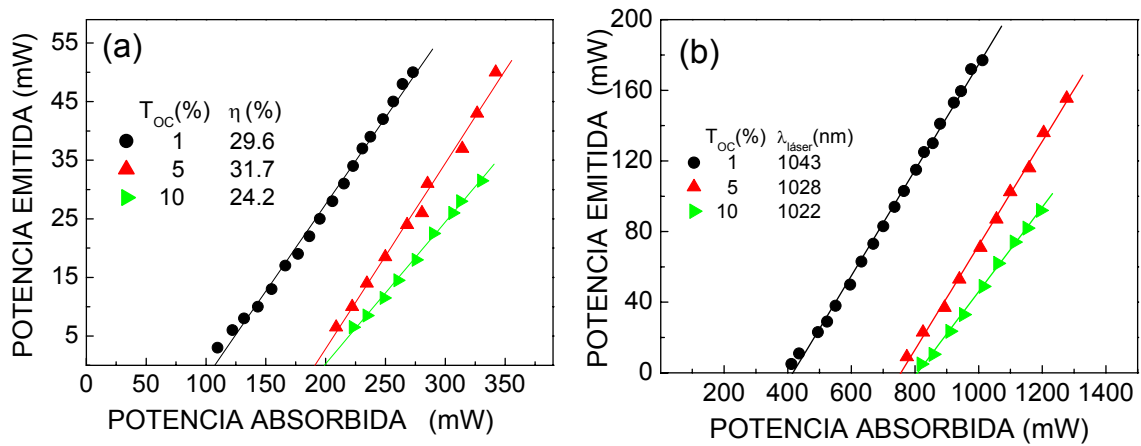 (a)
POTENCIA EMITIDA (mW)
55
45
35
25
15
5
T_OC(%) η (%)
1 29.6
5 31.7
10 24.2
0 50 100 150 200 250 300 350
POTENCIA ABSORBIDA (mW)
(b)
POTENCIA EMITIDA (mW)
200
160
120
80
40
0
T_OC(%) λ_láser(nm)
1 1043
5 1028
10 1022
200 400 600 800 1000 1200 1400
POTENCIA ABSORBIDA (mW)